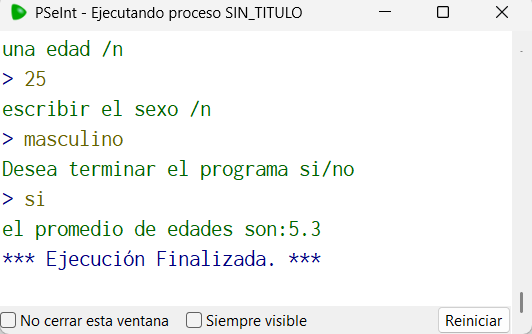 PSeInt - Ejecutando proceso SIN_TITULO
una edad /n
> 25
escribir el sexo /n
> masculino
Desea terminar el programa si/no
> si
el promedio de edades son:5.3
*** Ejecución Finalizada. ***
No cerrar esta ventana Siempre visible Reiniciar